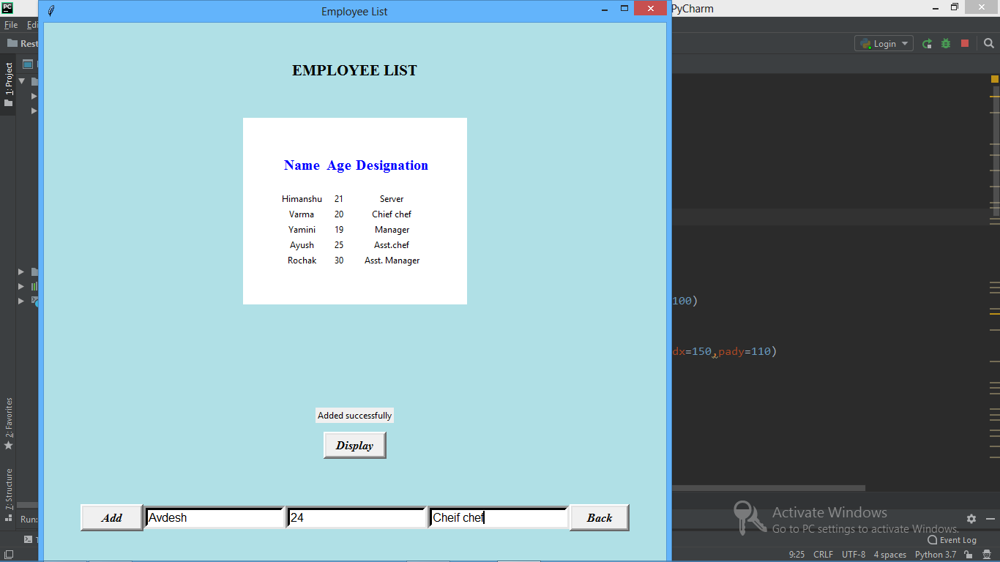 PC
Employee List
PyCharm
File
Edi
Rest
Login
1: Project
EMPLOYEE LIST
Name Age Designation
Himanshu 21 Server
Varma 20 Chief chef
Yamini 19 Manager
Ayush 25 Asst.chef
Rochak 30 Asst. Manager
100)
dx=150,pady=110)
2: Favorites
7: Structure
Added successfully
Display
Add Avdesh 24 Cheif chef Back
Run:
Activate Windows
Go to PC settings to activate Windows.
Event Log
9:25 CRLF UTF-8 4 spaces Python 3.7